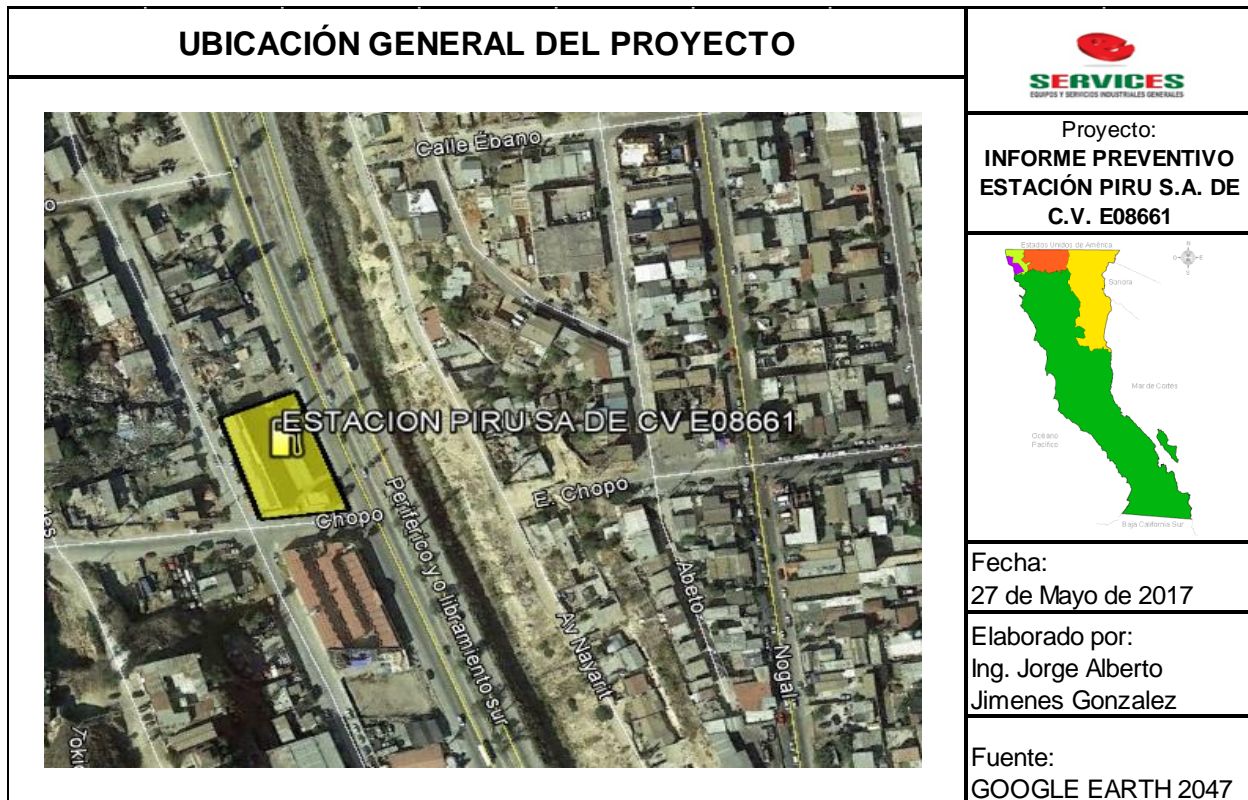 UBICACIÓN GENERAL DEL PROYECTO
SERVICES
EQUIPOS Y SERVICIOS INDUSTRIALES GENERALES
Proyecto:
INFORME PREVENTIVO
ESTACIÓN PIRU S.A. DE
C.V. E08661
Calle Ébano
ESTACION PIRU SA DE CV E08661
Chopo
Ej. Chopo
Periferico y o libramiento sur
Av Nayarit
Abeto
Nogal
Estados Unidos de América
N
O
E
S
Sonora
Mar de Cortés
Océano
Pacífico
Baja California Sur
Fecha:
27 de Mayo de 2017
Elaborado por:
Ing. Jorge Alberto
Jimenes Gonzalez
Fuente:
GOOGLE EARTH 2047